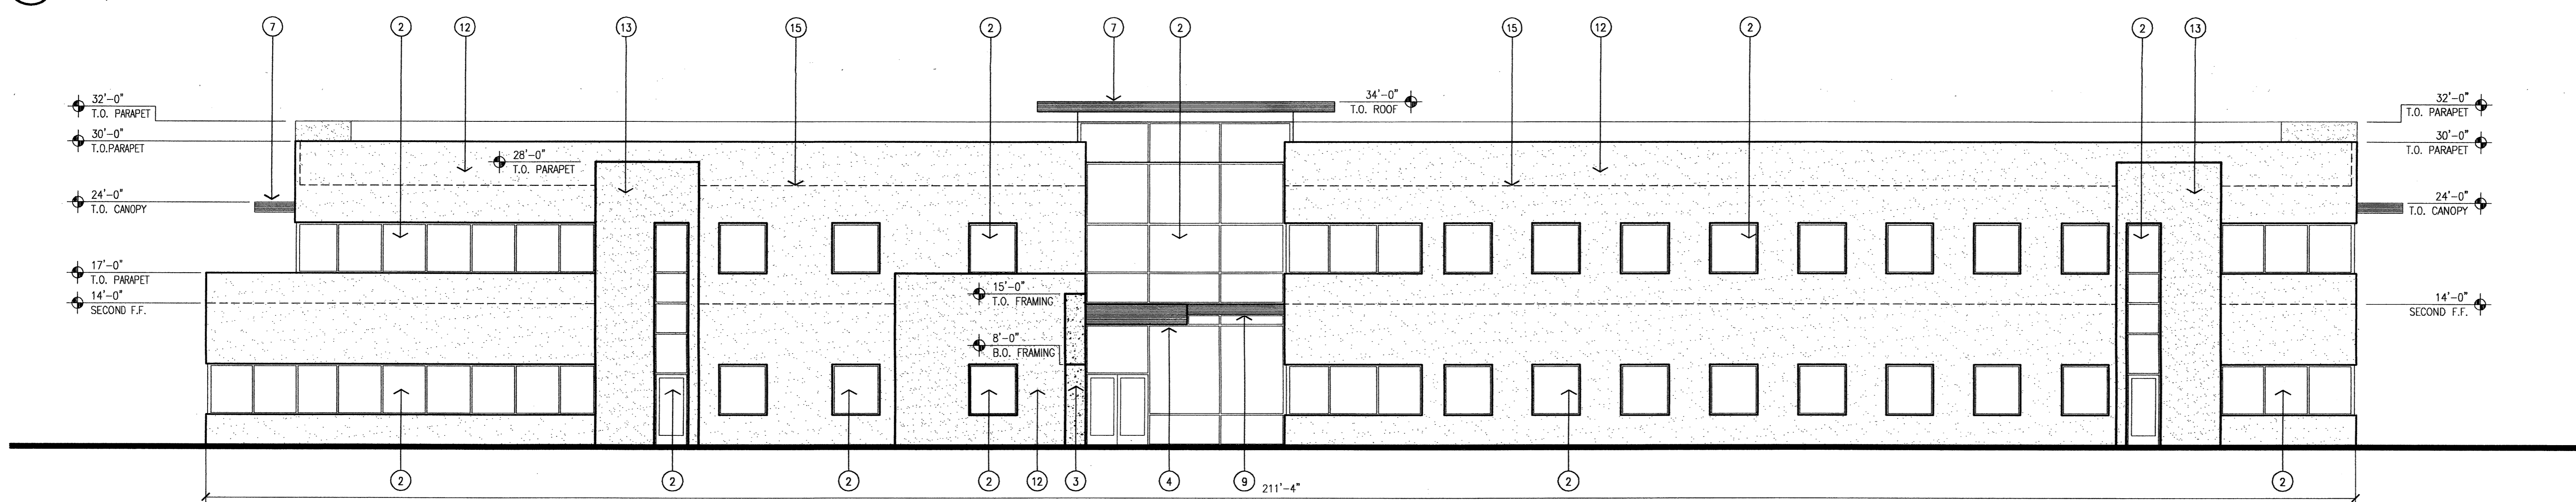 7 2 12 13 15 2 7 2 15 12 2 2 13
32'-0"
T.O. PARAPET
30'-0"
T.O.PARAPET
28'-0"
T.O. PARAPET
24'-0"
T.O. CANOPY
17'-0"
T.O. PARAPET
14'-0"
SECOND F.F.
15'-0"
T.O. FRAMING
8'-0"
B.O. FRAMING
34'-0"
T.O. ROOF
32'-0"
T.O. PARAPET
30'-0"
T.O. PARAPET
24'-0"
T.O. CANOPY
14'-0"
SECOND F.F.
2 2 2 2 12 3 4 9 2 2
211'-4"